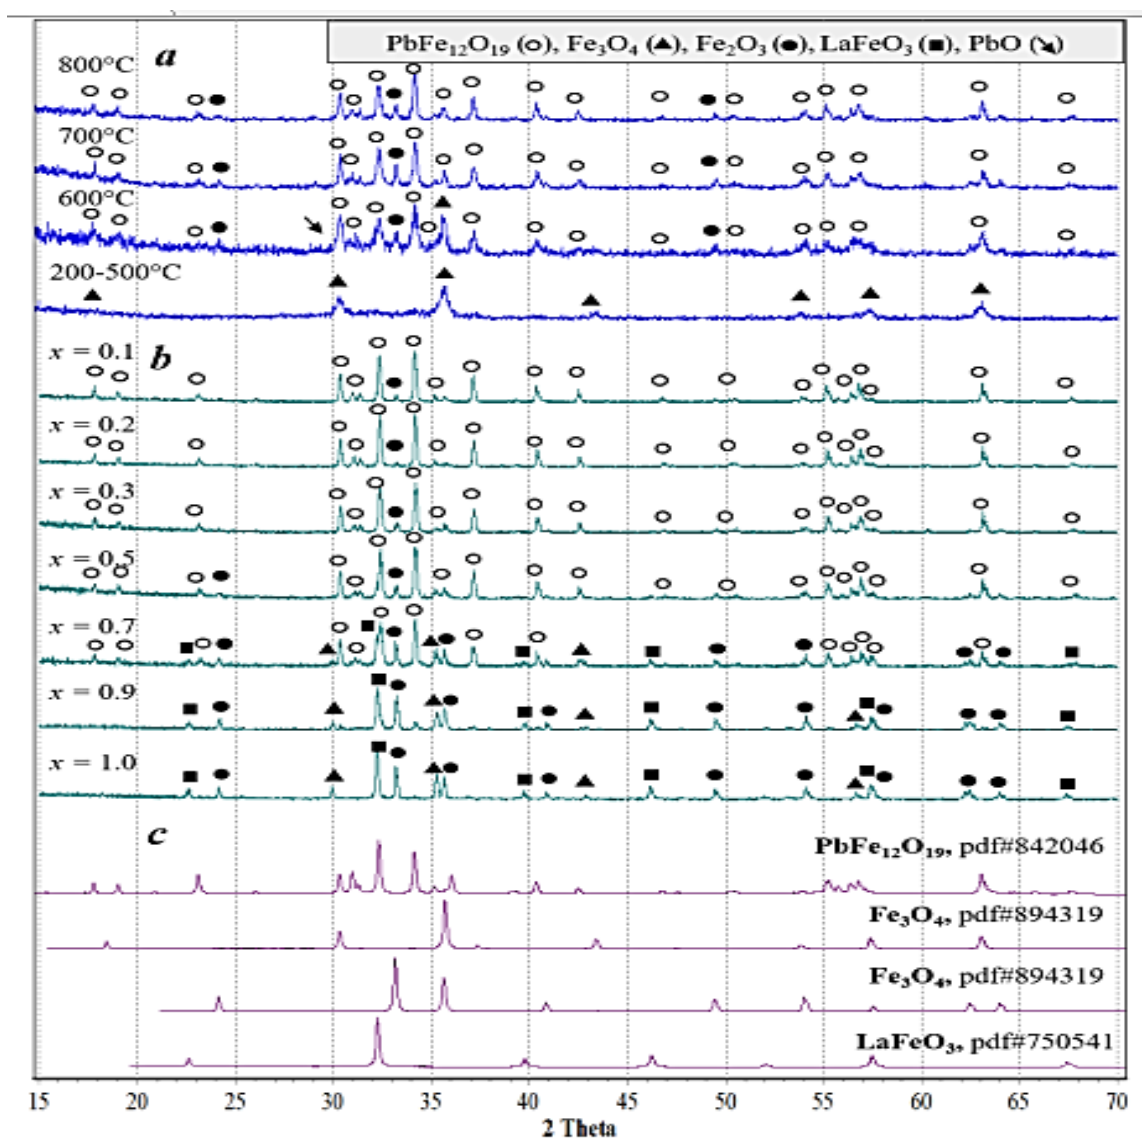 PbFe₁₂O₁₉ (○), Fe₃O₄ (▲), Fe₂O₃ (●), LaFeO₃ (■), PbO (↘)
a
800°C
700°C
600°C
200-500°C
b
x = 0.1
x = 0.2
x = 0.3
x = 0.5
x = 0.7
x = 0.9
x = 1.0
c
PbFe₁₂O₁₉, pdf#842046
Fe₃O₄, pdf#894319
Fe₃O₄, pdf#894319
LaFeO₃, pdf#750541
15 20 25 30 35 40 45 50 55 60 65 70
2 Theta